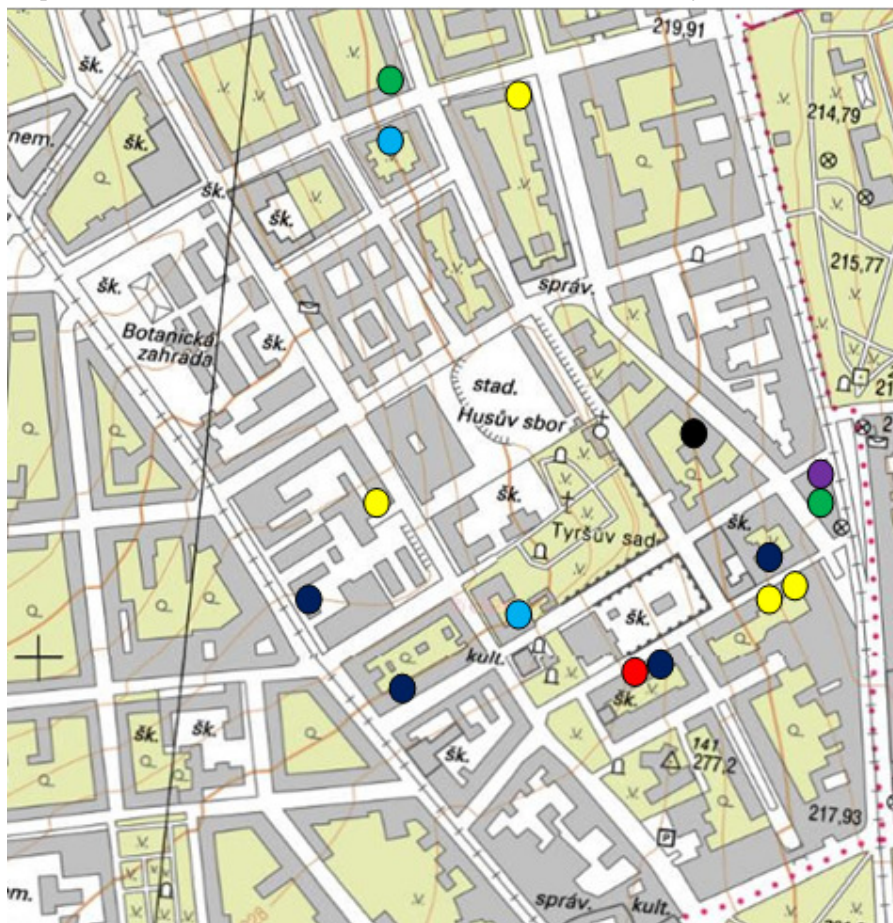 219,91
šk.
nem.
šk.
214,79
šk.
šk.
215,77
šk.
správ.
Botanická
zahrada
šk.
stad.
Husův sbor
šk.
šk.
Tyršův sad
šk.
kult.
šk.
šk.
šk.
šk.
141
277,2
P
217,93
správ.
kult.